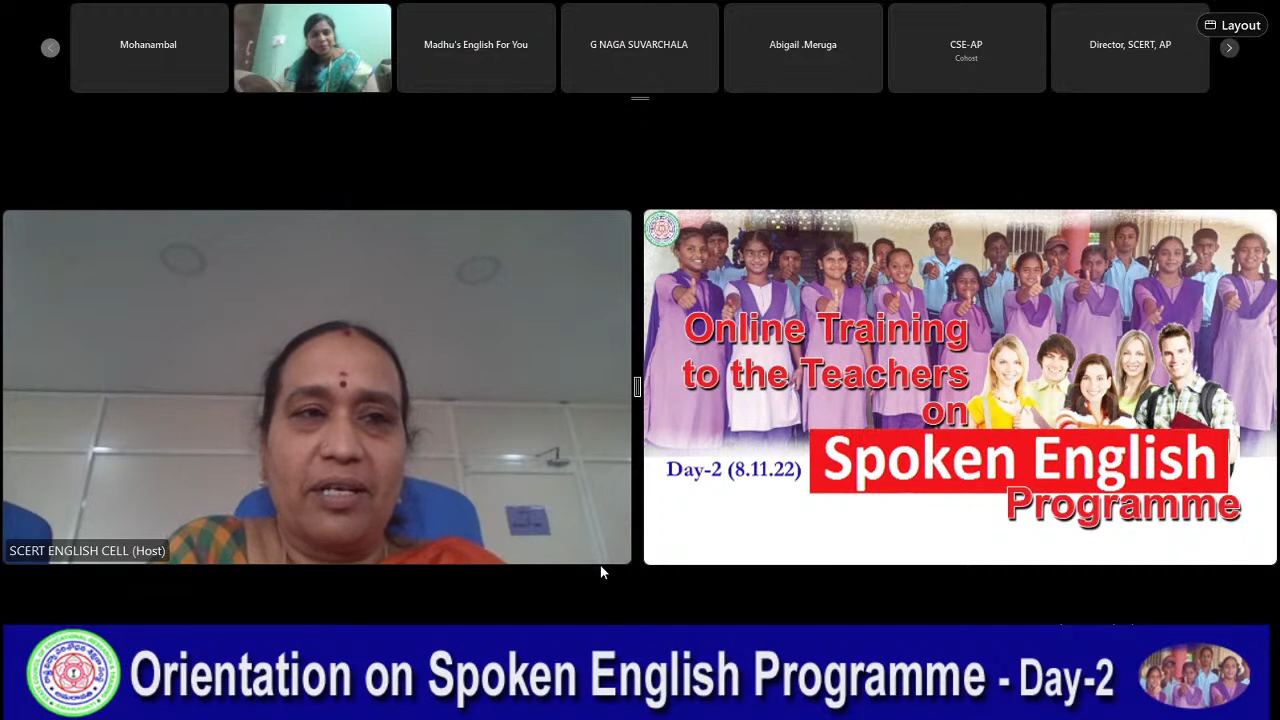 Layout
Mohanambal
Madhu's English For You
G NAGA SUVARCHALA
Abigail .Meruga
CSE-AP
Cohost
Director, SCERT, AP
Online Training
to the Teachers
on
Spoken English
Programme
Day-2 (8.11.22)
SCERT ENGLISH CELL (Host)
Orientation on Spoken English Programme - Day-2